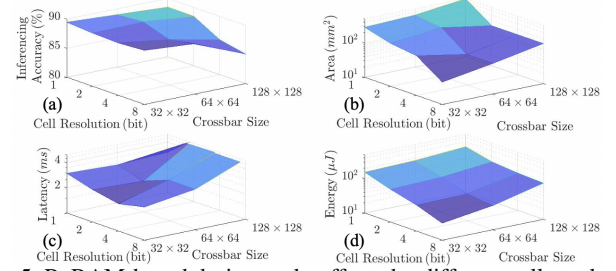 Inferencing
Accuracy (%)
90
85
80
1
2
4
8
32 × 32
64 × 64
128 × 128
(a)
Cell Resolution (bit)
Crossbar Size
Area (mm²)
10²
10¹
1
2
4
8
32 × 32
64 × 64
128 × 128
(b)
Cell Resolution (bit)
Crossbar Size
Latency (ms)
4
2
1
2
4
8
32 × 32
64 × 64
128 × 128
(c)
Cell Resolution (bit)
Crossbar Size
Energy (μJ)
10²
10¹
1
2
4
8
32 × 32
64 × 64
128 × 128
(d)
Cell Resolution (bit)
Crossbar Size